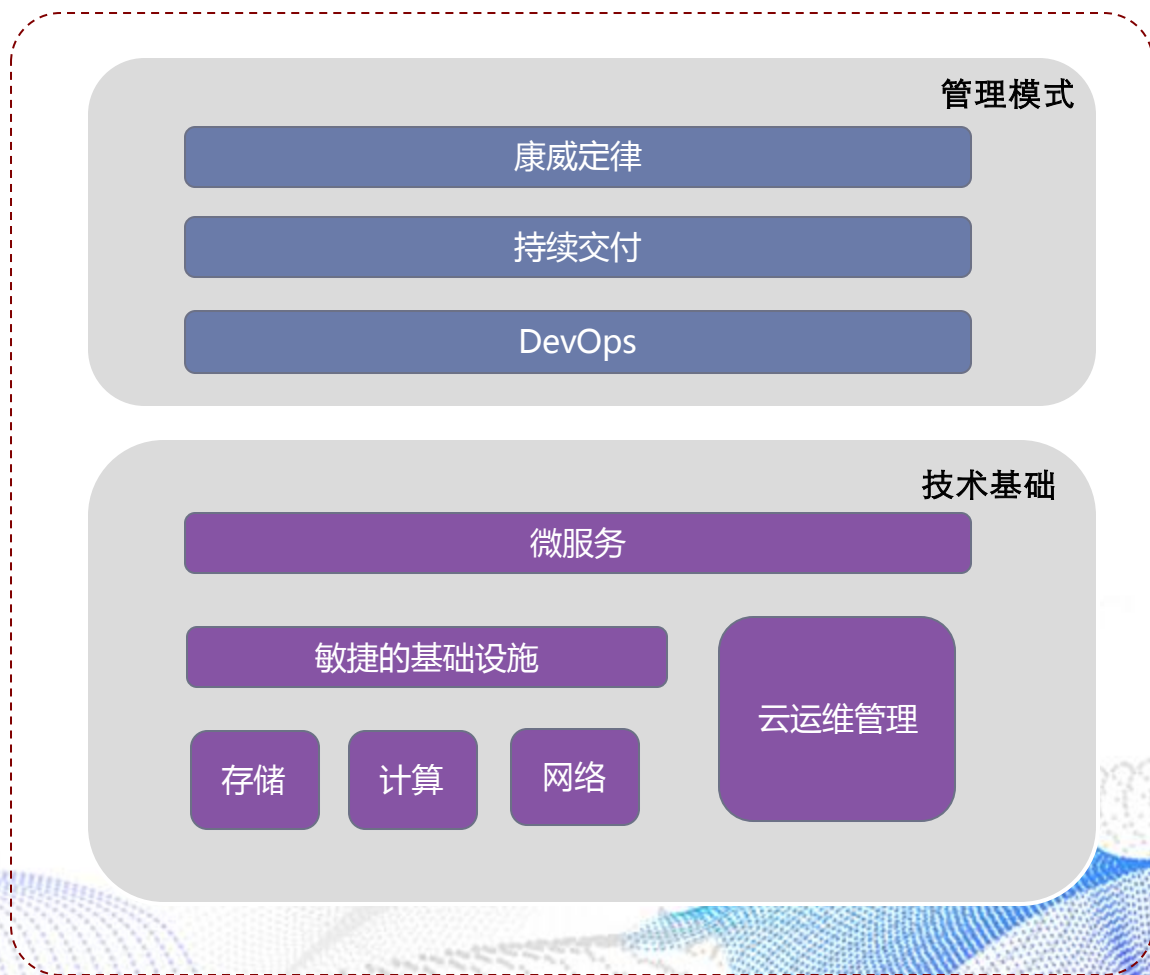 管理模式
康威定律
持续交付
DevOps
技术基础
微服务
敏捷的基础设施
云运维管理
存储
计算
网络